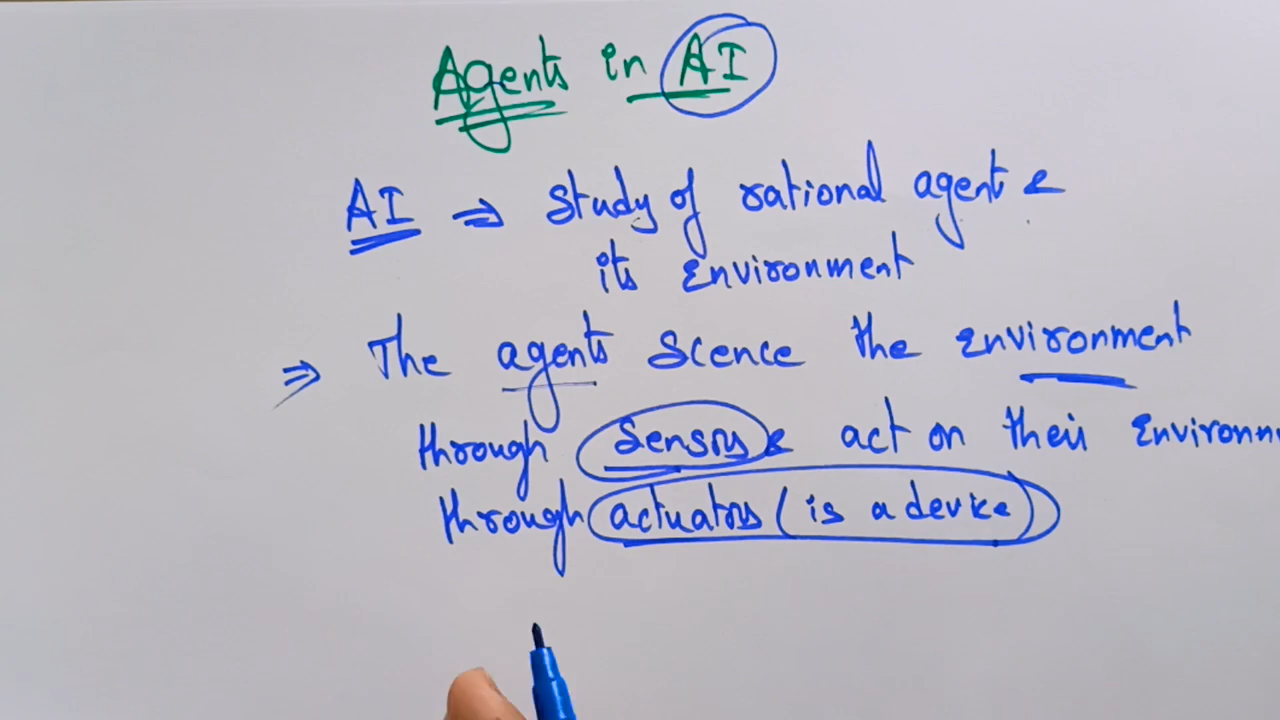 Agents in AI
AI ⇒ Study of rational agent &
its Environment
⇒ The agents Scence the Environment
through Sensors & act on their Environm
through actuators (is a device)